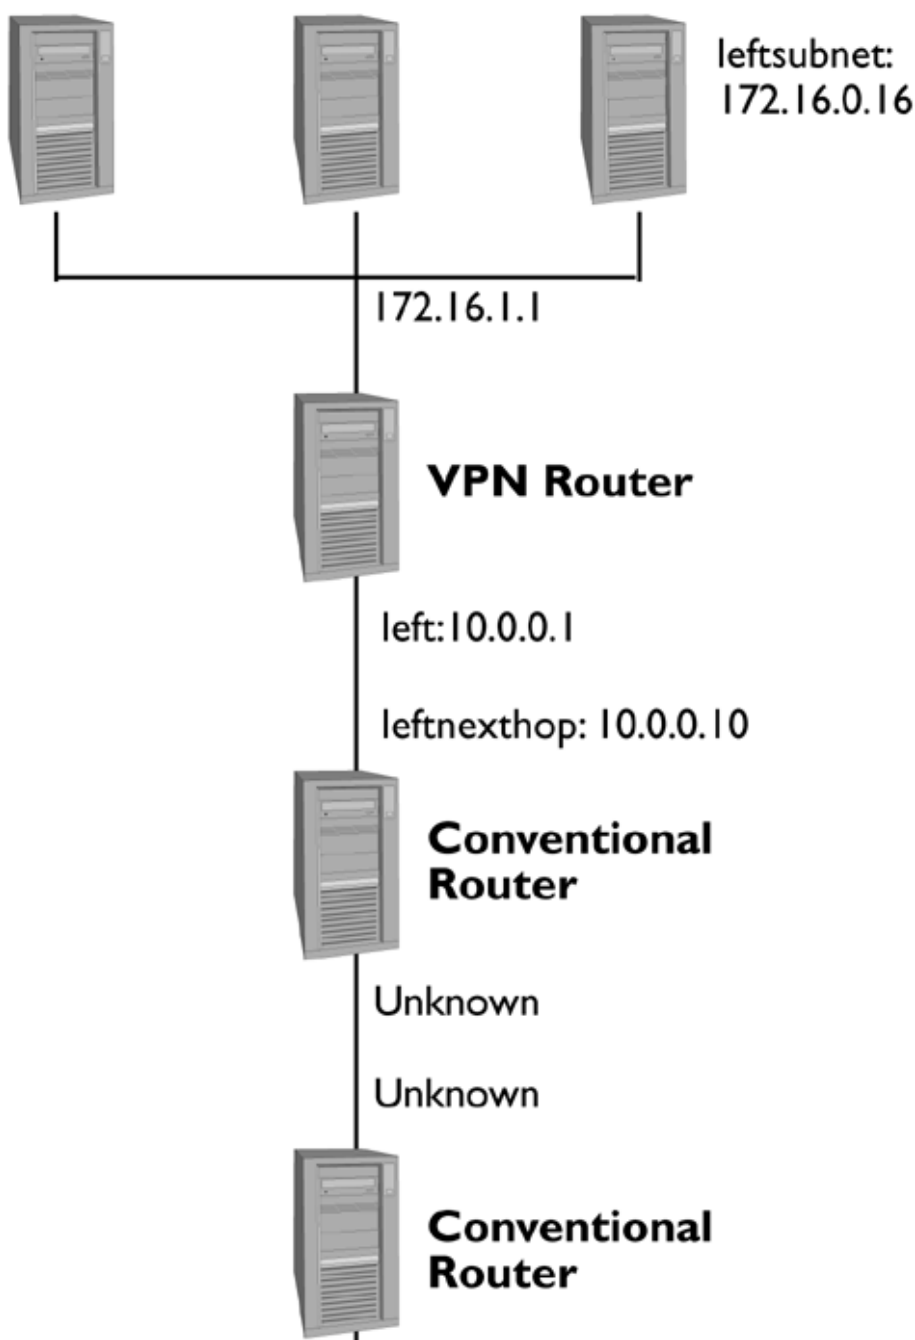 leftsubnet:
172.16.0.16
172.16.1.1
VPN Router
left:10.0.0.1
leftnexthop: 10.0.0.10
Conventional
Router
Unknown
Unknown
Conventional
Router